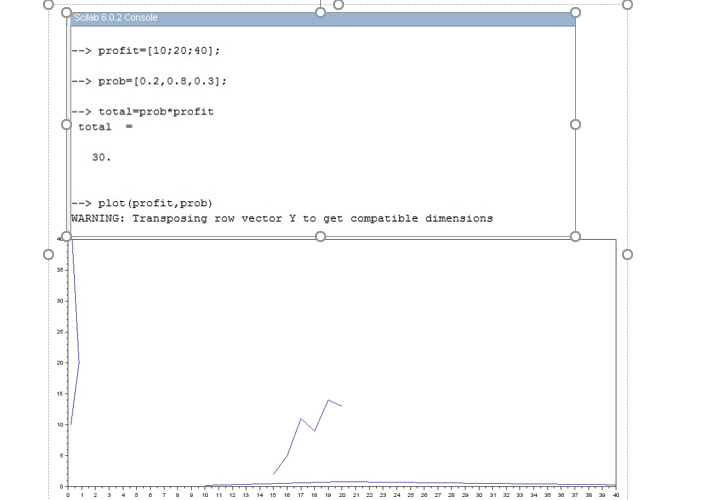 Scilab 6.0.2 Console
--> profit=[10;20;40];
--> prob=[0.2,0.8,0.3];
--> total=prob*profit
total =
30.
--> plot(profit,prob)
WARNING: Transposing row vector Y to get compatible dimensions
40
35
30
25
20
15
10
5
0
0 1 2 3 4 5 6 7 8 9 10 11 12 13 14 15 16 17 18 19 20 21 22 23 24 25 26 27 28 29 30 31 32 33 34 35 36 37 38 39 40